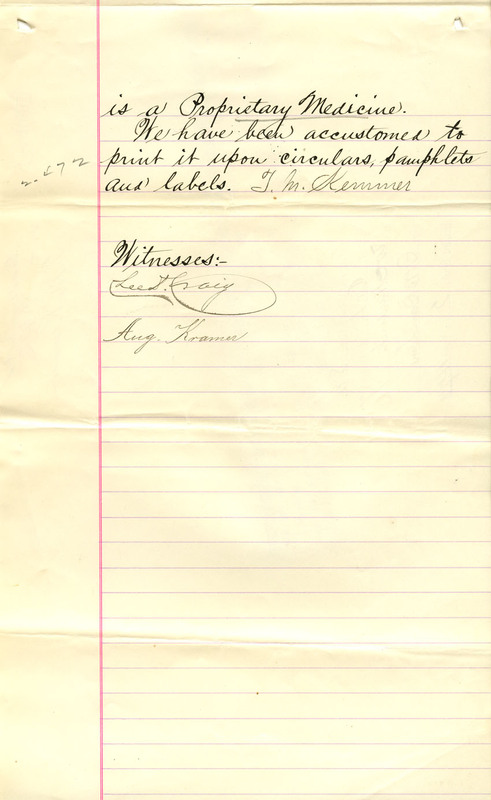 is a Proprietary Medicine.
We have been accustomed to
print it upon circulars, pamphlets
and labels. T. M. Kemmer
Witnesses:-
Lee D. Craig
Aug. Kramer